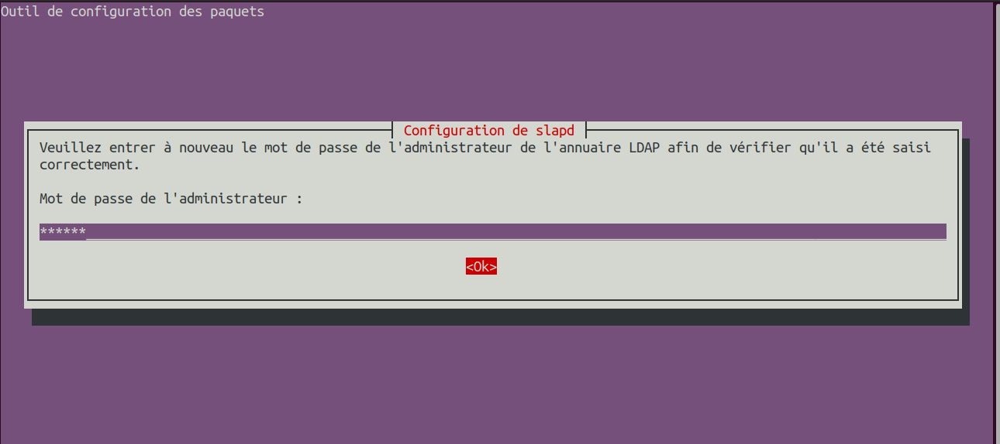 Outil de configuration des paquets
Configuration de slapd
Veuillez entrer à nouveau le mot de passe de l'administrateur de l'annuaire LDAP afin de vérifier qu'il a été saisi
correctement.
Mot de passe de l'administrateur :
******
<Ok>